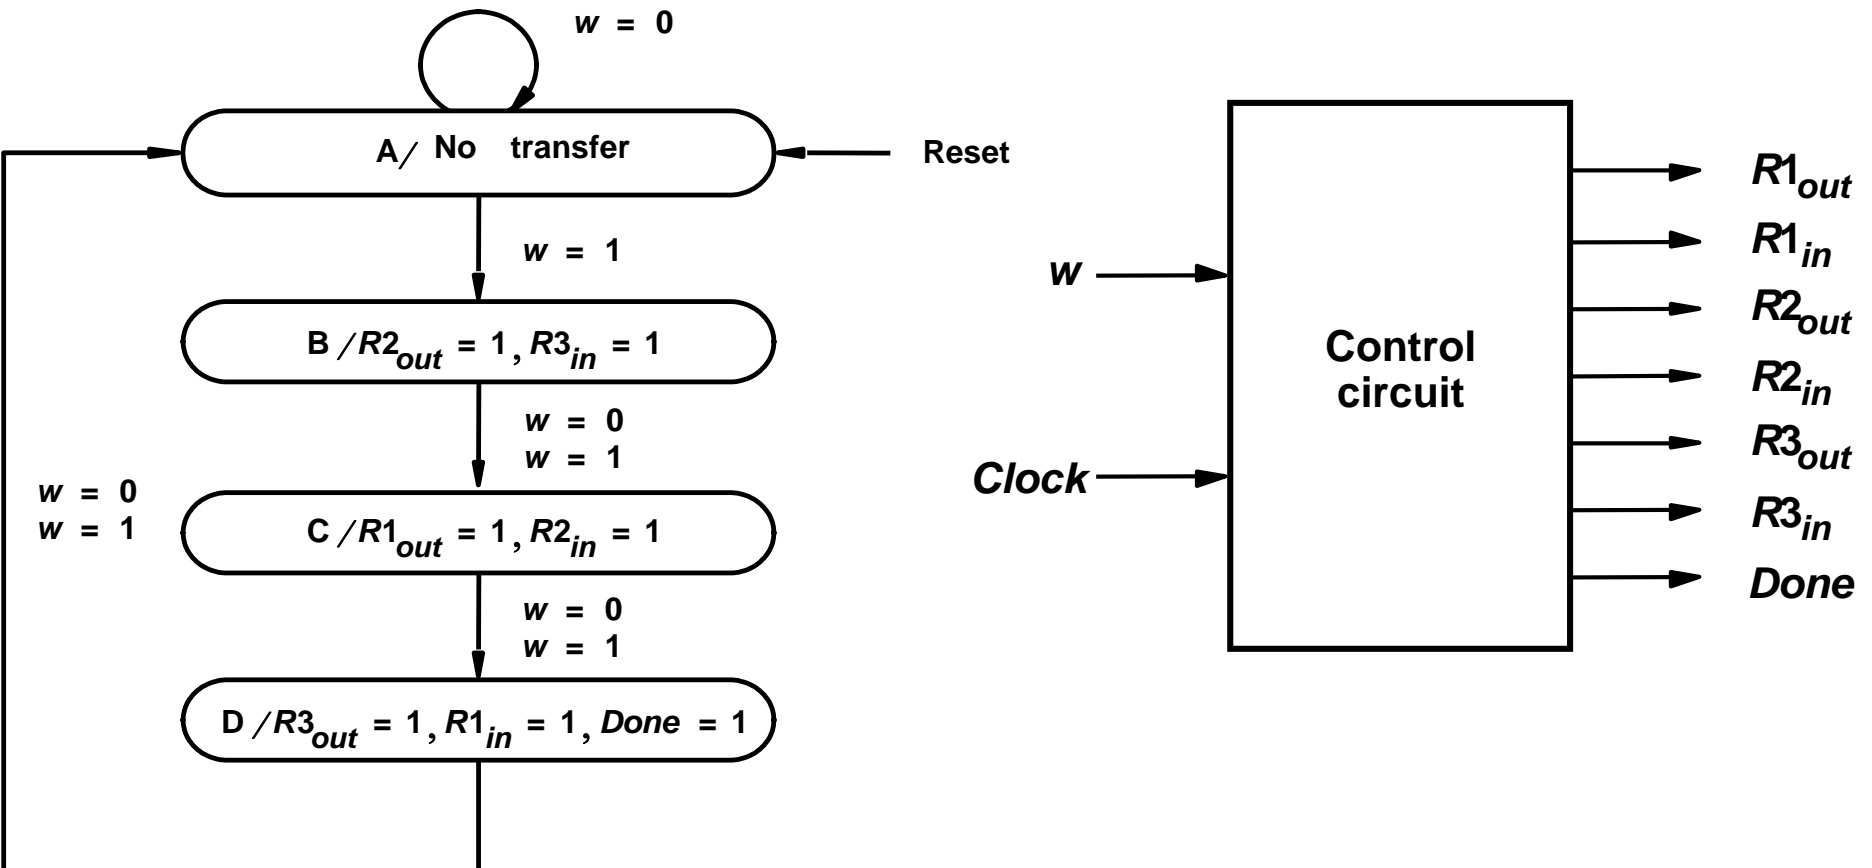 w = 0
A/ No transfer
Reset
w = 1
B /R2out = 1, R3in = 1
w = 0
w = 1
w = 0
w = 1
C /R1out = 1, R2in = 1
w = 0
w = 1
D /R3out = 1, R1in = 1, Done = 1
w
Clock
Control
circuit
R1out
R1in
R2out
R2in
R3out
R3in
Done